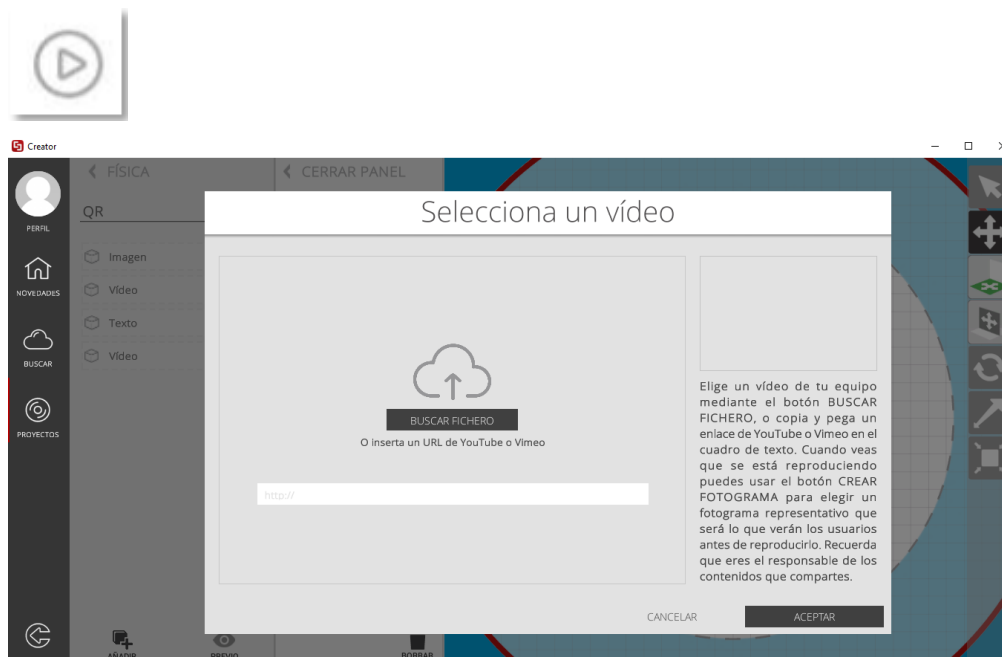 Creator
FÍSICA
CERRAR PANEL
PERFIL
QR
Imagen
NOVEDADES
Vídeo
Texto
BUSCAR
Vídeo
PROYECTOS
Selecciona un vídeo
BUSCAR FICHERO
O inserta un URL de YouTube o Vimeo
http://
Elige un vídeo de tu equipo
mediante el botón BUSCAR
FICHERO, o copia y pega un
enlace de YouTube o Vimeo en el
cuadro de texto. Cuando veas
que se está reproduciendo
puedes usar el botón CREAR
FOTOGRAMA para elegir un
fotograma representativo que
será lo que verán los usuarios
antes de reproducirlo. Recuerda
que eres el responsable de los
contenidos que compartes.
CANCELAR
ACEPTAR
AÑADIR
PREVIO
BORRAR